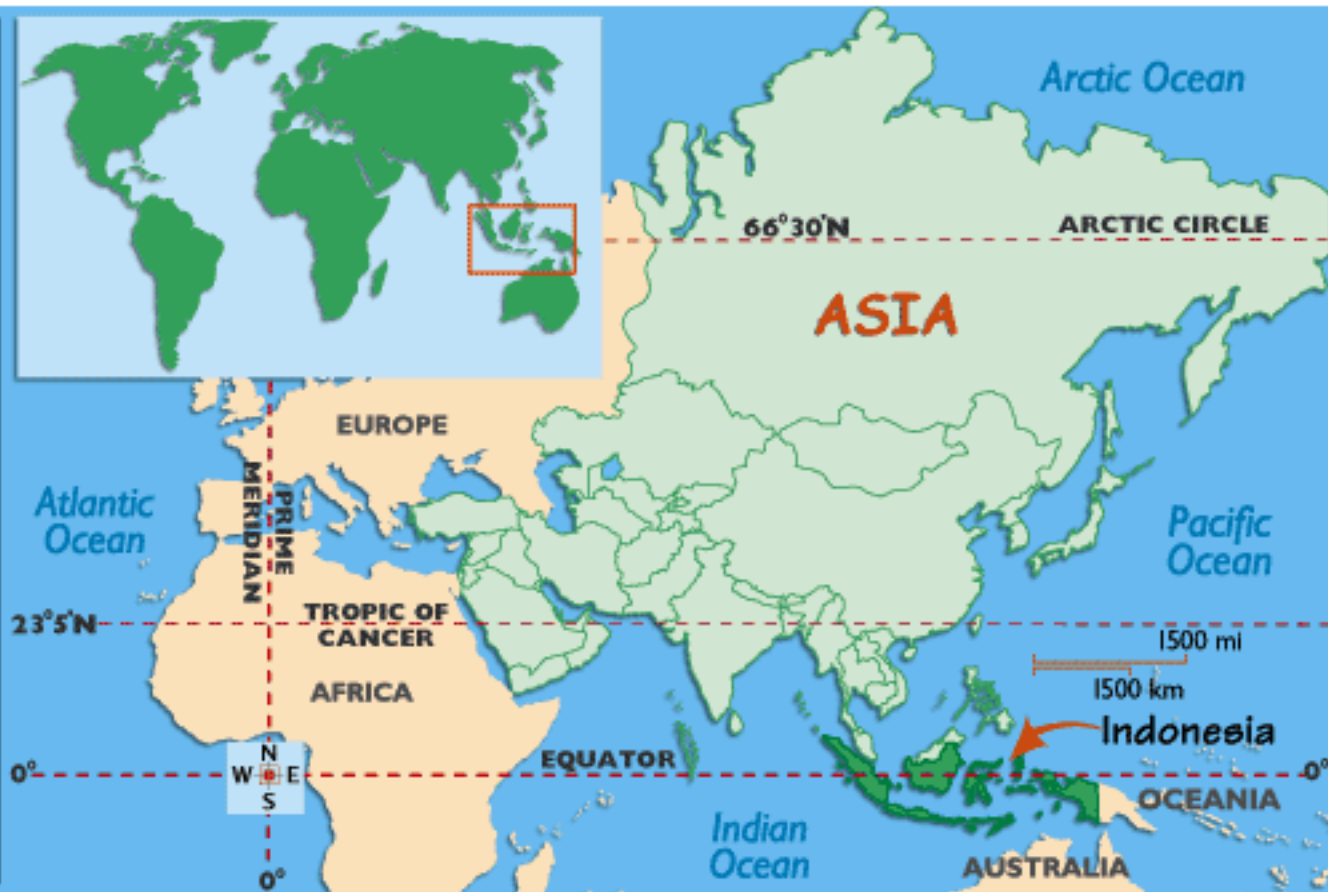 Arctic Ocean
66°30'N
ARCTIC CIRCLE
ASIA
EUROPE
PRIME
MERIDIAN
Atlantic
Ocean
Pacific
Ocean
23°5'N
TROPIC OF
CANCER
1500 mi
1500 km
AFRICA
Indonesia
N
W E
S
EQUATOR
0°
0°
OCEANIA
Indian
Ocean
AUSTRALIA
0°